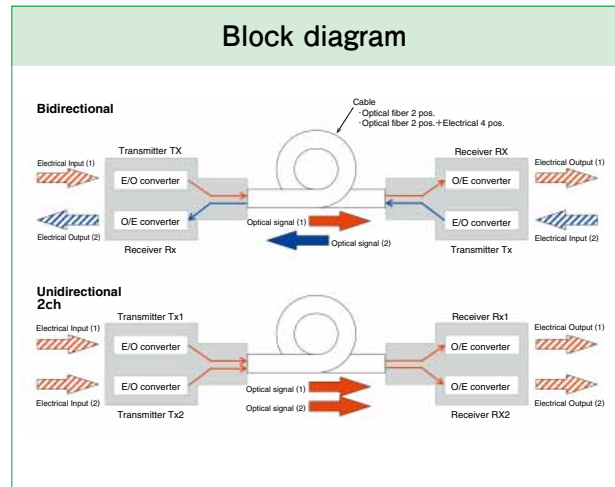 Block diagram
Cable
・Optical fiber 2 pos.
・Optical fiber 2 pos.＋Electrical 4 pos.
Bidirectional
Transmitter TX
Receiver RX
Electrical Input (1)
Electrical Output (1)
E/O converter
O/E converter
O/E converter
E/O converter
Optical signal (1)
Optical signal (2)
Electrical Output (2)
Electrical Input (2)
Receiver Rx
Transmitter Tx
Unidirectional
2ch
Transmitter Tx1
Receiver Rx1
Electrical Input (1)
Electrical Output (1)
E/O converter
O/E converter
E/O converter
O/E converter
Optical signal (1)
Optical signal (2)
Electrical Input (2)
Electrical Output (2)
Transmitter Tx2
Receiver RX2